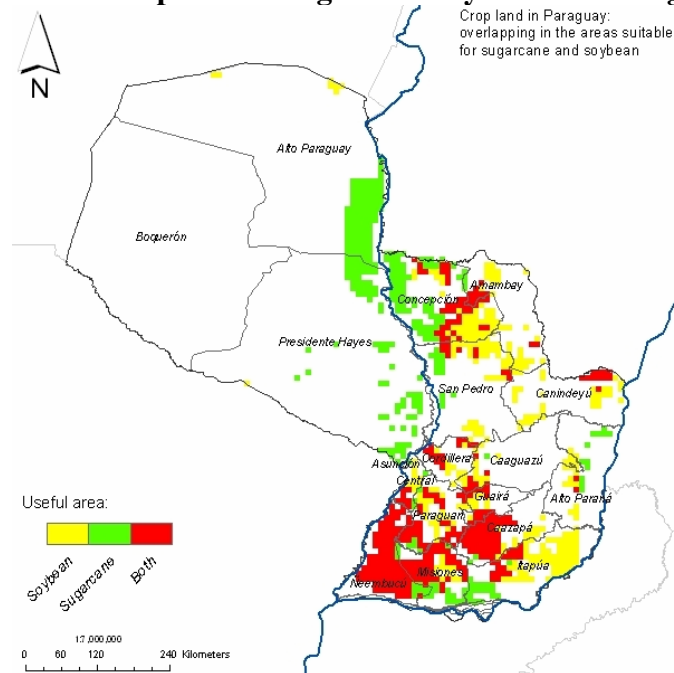 Crop land in Paraguay:
overlapping in the areas suitable
for sugarcane and soybean
N
Alto Paraguay
Boquerón
Amambay
Concepción
Presidente Hayes
San Pedro
Canindeyú
Cordillera
Caaguazú
Asunción
Central
Guairá
Alto Paraná
Paraguarí
Caazapá
Itapúa
Misiones
Ñeembucú
Useful area:
Soybean
Sugarcane
Both
1:7,000,000
0 60 120 240 Kilometers